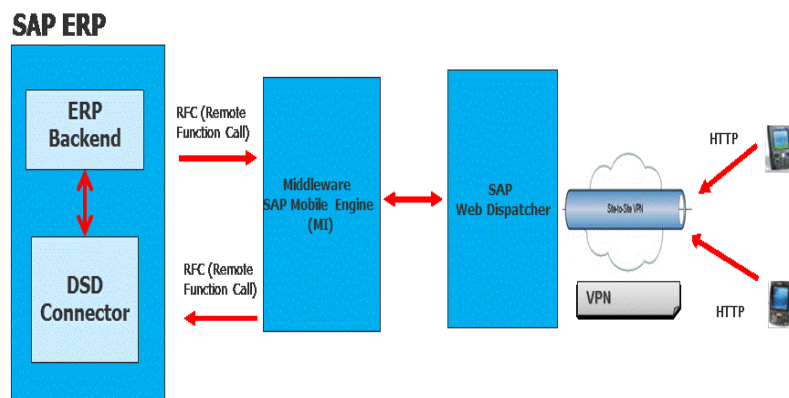 SAP ERP
ERP
Backend
DSD
Connector
RFC (Remote
Function Call)
RFC (Remote
Function Call)
Middleware
SAP Mobile Engine
(MI)
SAP
Web Dispatcher
Site-to-Site VPN
VPN
HTTP
HTTP